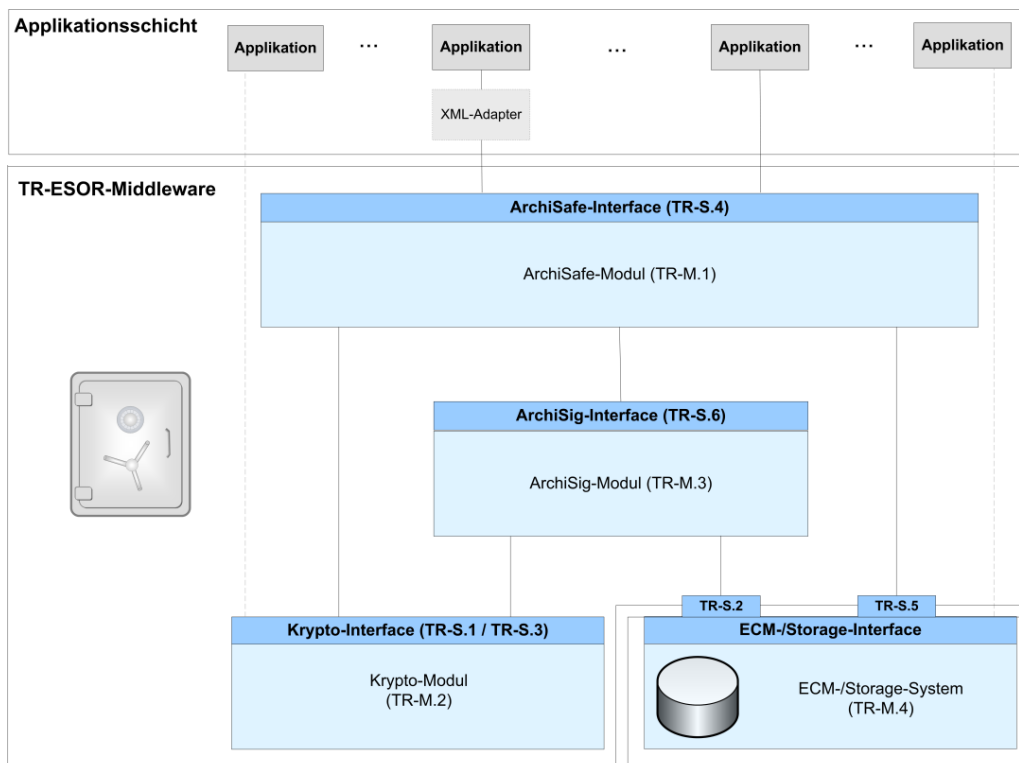 Applikationsschicht
Applikation
...
Applikation
...
Applikation
...
Applikation
XML-Adapter
TR-ESOR-Middleware
ArchiSafe-Interface (TR-S.4)
ArchiSafe-Modul (TR-M.1)
ArchiSig-Interface (TR-S.6)
ArchiSig-Modul (TR-M.3)
TR-S.2
TR-S.5
Krypto-Interface (TR-S.1 / TR-S.3)
Krypto-Modul
(TR-M.2)
ECM-/Storage-Interface
ECM-/Storage-System
(TR-M.4)